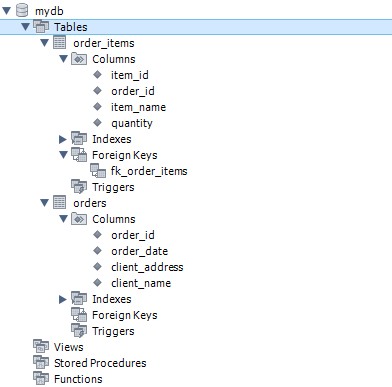 mydb
Tables
order_items
Columns
item_id
order_id
item_name
quantity
Indexes
Foreign Keys
fk_order_items
Triggers
orders
Columns
order_id
order_date
client_address
client_name
Indexes
Foreign Keys
Triggers
Views
Stored Procedures
Functions